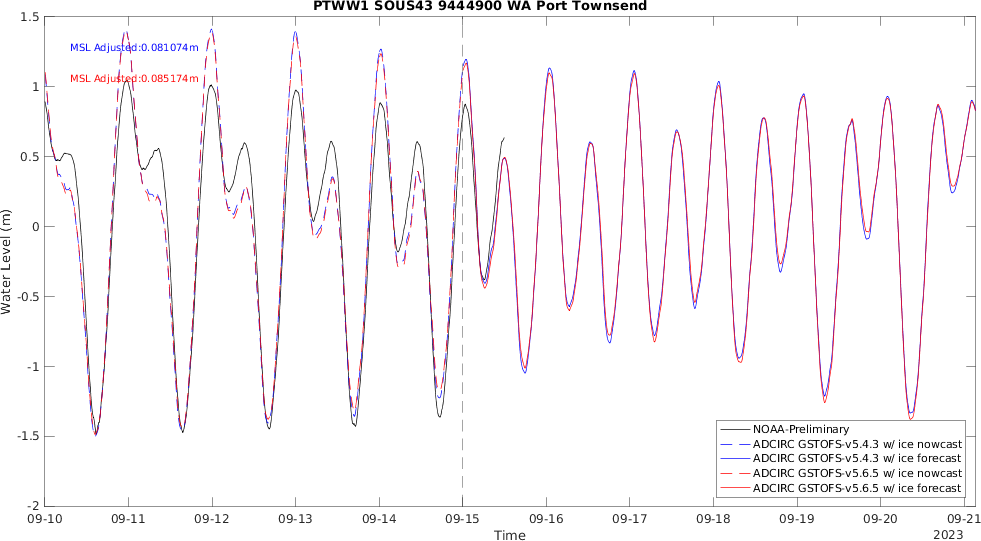 PTWW1 SOUS43 9444900 WA Port Townsend
MSL Adjusted:0.081074m
MSL Adjusted:0.085174m
1.5
1
0.5
0
-0.5
-1
-1.5
-2
Water Level (m)
NOAA-Preliminary
ADCIRC GSTOFS-v5.4.3 w/ ice nowcast
ADCIRC GSTOFS-v5.4.3 w/ ice forecast
ADCIRC GSTOFS-v5.6.5 w/ ice nowcast
ADCIRC GSTOFS-v5.6.5 w/ ice forecast
09-10 09-11 09-12 09-13 09-14 09-15 09-16 09-17 09-18 09-19 09-20 09-21
Time
2023